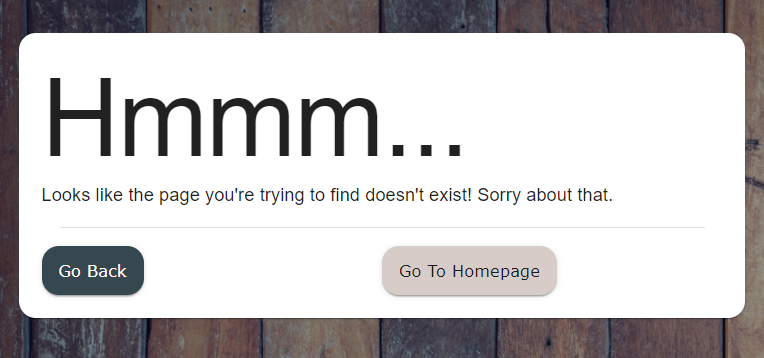 Hmmm...
Looks like the page you're trying to find doesn't exist! Sorry about that.
Go Back
Go To Homepage